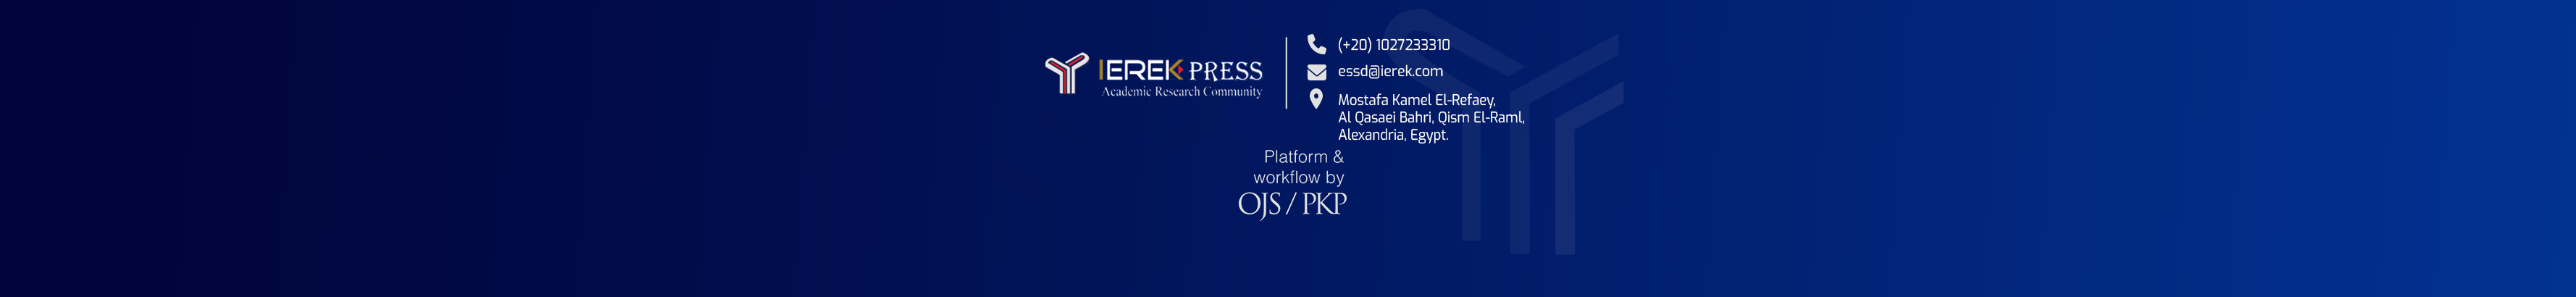 IEREK PRESS
Academic Research Community
(+20) 1027233310
essd@ierek.com
Mostafa Kamel El-Refaey,
Al Qasaei Bahri, Qism El-Raml,
Alexandria, Egypt.
Platform &
workflow by
OJS / PKP